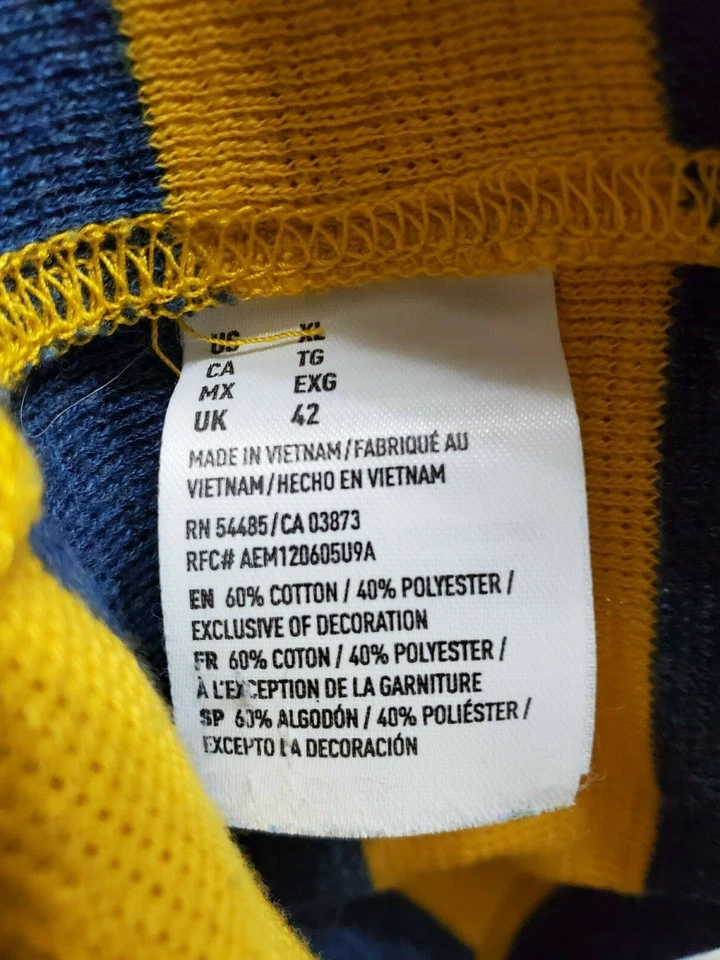 US XL
CA TG
MX EXG
UK 42
MADE IN VIETNAM/FABRIQUÉ AU
VIETNAM/HECHO EN VIETNAM
RN 54485/CA 03873
RFC# AEM120605U9A
EN 60% COTTON / 40% POLYESTER /
EXCLUSIVE OF DECORATION
FR 60% COTON / 40% POLYESTER /
À L'EXCEPTION DE LA GARNITURE
SP 60% ALGODÓN / 40% POLIÉSTER /
EXCEPTO LA DECORACIÓN